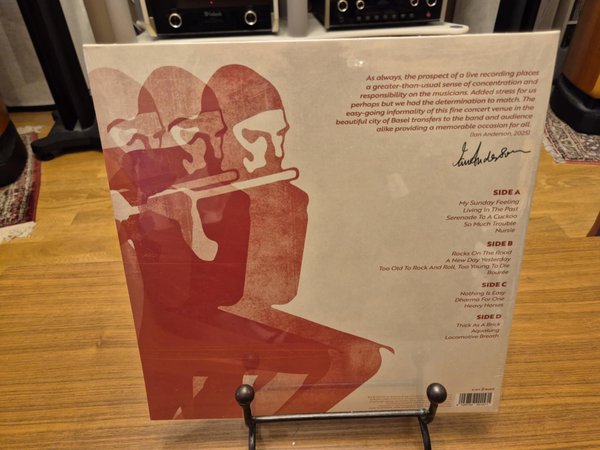 McIntosh
As always, the prospect of a live recording places
a greater-than-usual sense of concentration and
responsibility on the musicians. Added stress for us
perhaps but we had the determination to match. The
easy-going informality of this fine concert venue in the
beautiful city of Basel transfers to the band and audience
alike providing a memorable occasion for all.
(Ian Anderson, 2025)
Ian Anderson
SIDE A
My Sunday Feeling
Living In The Past
Serenade To A Cuckoo
So Much Trouble
Nursie
SIDE B
Rocks On The Road
A New Day Yesterday
Too Old To Rock And Roll, Too Young To Die
Bourée
SIDE C
Nothing Is Easy
Dharma For One
Heavy Horses
SIDE D
Thick As A Brick
Aqualung
Locomotive Breath